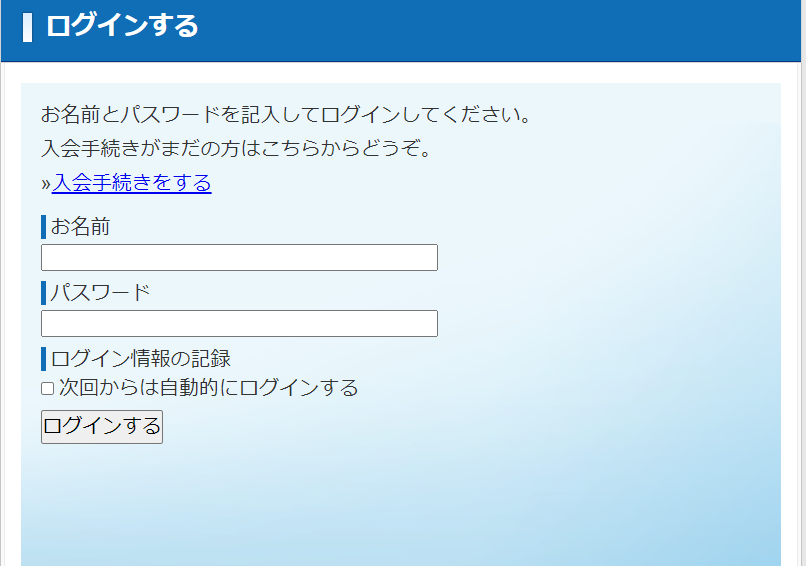 ログインする
お名前とパスワードを記入してログインしてください。
入会手続きがまだの方はこちらからどうぞ。
»入会手続きをする
お名前
パスワード
ログイン情報の記録
次回からは自動的にログインする
ログインする